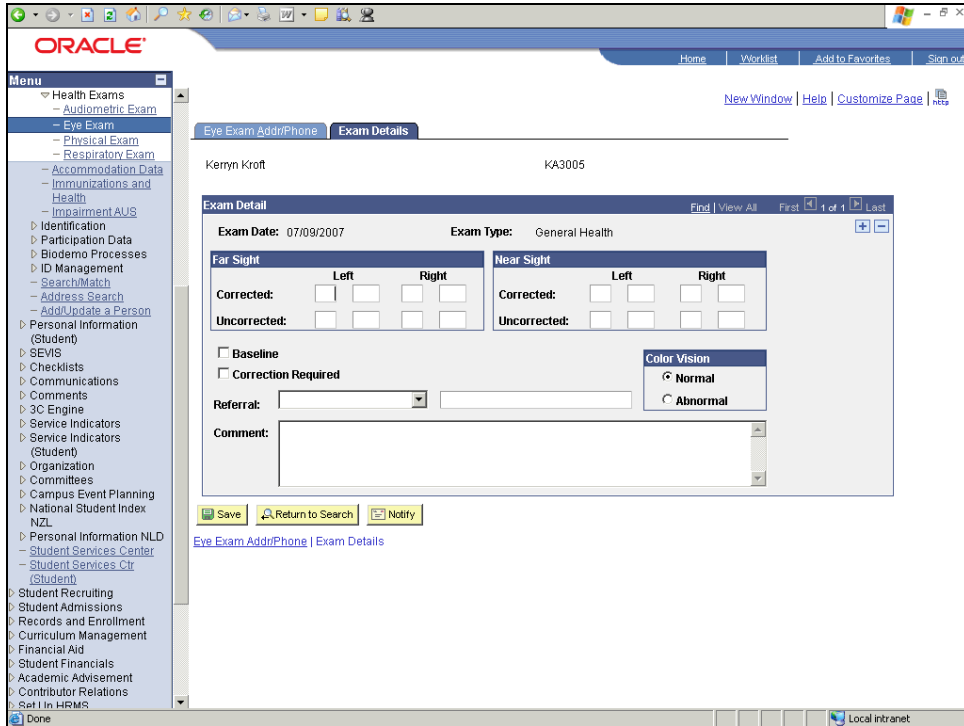 ORACLE'
Home | Worklist | Add to Favorites | Sign out
Menu
Health Exams
Audiometric Exam
Eye Exam
Physical Exam
Respiratory Exam
Accommodation Data
Immunizations and
Health
Impairment AUS
Identification
Participation Data
Biodemo Processes
ID Management
Search/Match
Address Search
Add/Update a Person
Personal Information
(Student)
SEVIS
Checklists
Communications
Comments
3C Engine
Service Indicators
Service Indicators
(Student)
Organization
Committees
Campus Event Planning
National Student Index
NZL
Personal Information NLD
Student Services Center
Student Services Ctr
(Student)
Student Recruiting
Student Admissions
Records and Enrollment
Curriculum Management
Financial Aid
Student Financials
Academic Advisement
Contributor Relations
Set Up HRMS
New Window | Help | Customize Page | http
Eye Exam Addr/Phone Exam Details
Kerryn Kroft KA3005
Exam Detail Find | View All First 1 of 1 Last
Exam Date: 07/09/2007 Exam Type: General Health
Far Sight Near Sight
Left Right Left Right
Corrected: Corrected:
Uncorrected: Uncorrected:
Baseline
Correction Required
Color Vision
Normal
Abnormal
Referral:
Comment:
Save Return to Search Notify
Eye Exam Addr/Phone | Exam Details
Done Local intranet